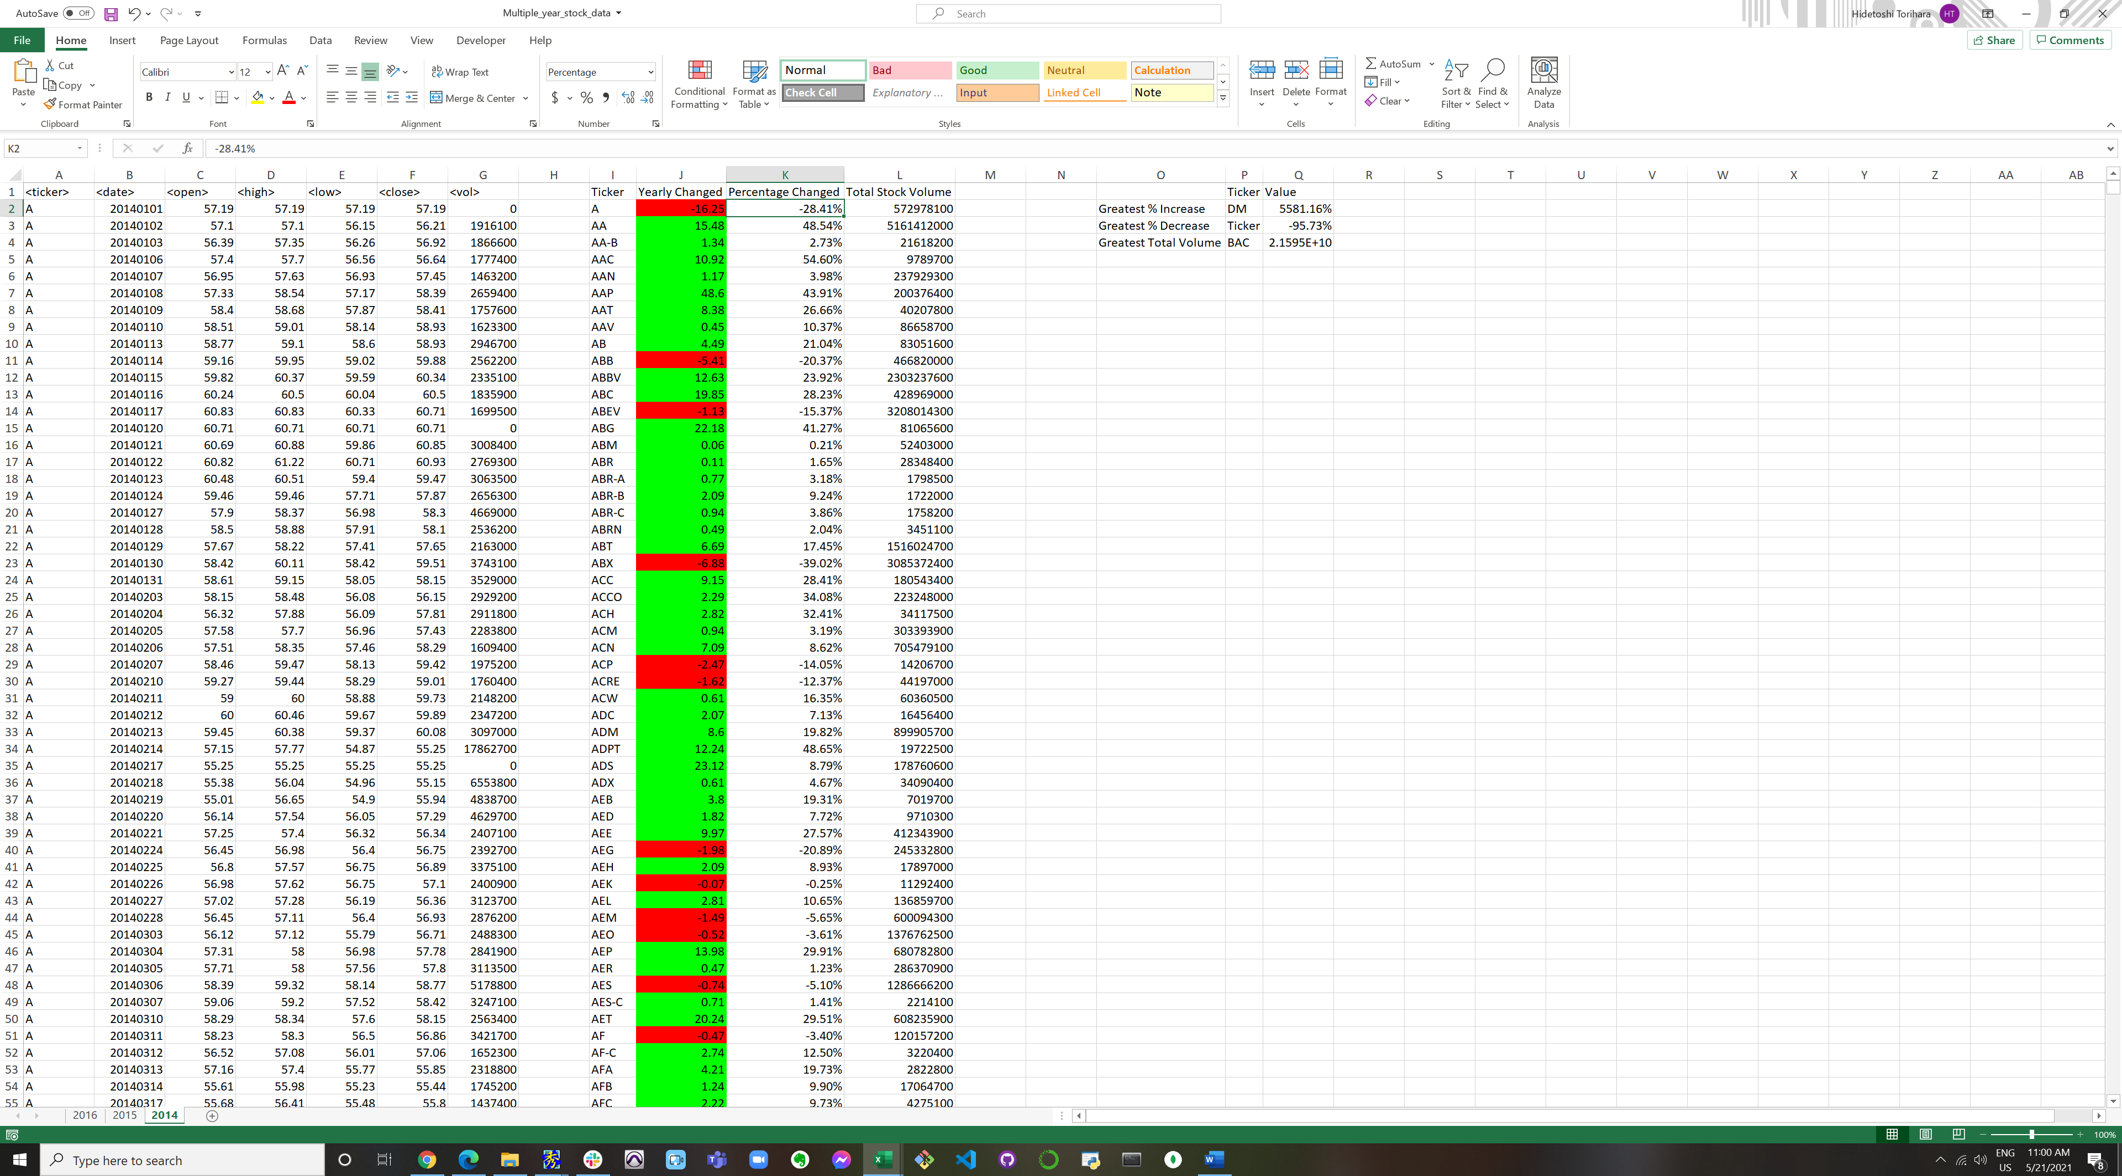 AutoSave Off Multiple_year_stock_data Search Hidetoshi Torihara HT
File Home Insert Page Layout Formulas Data Review View Developer Help Share Comments
Paste Cut Copy Format Painter Clipboard
Calibri 12 B I U Font
Wrap Text Merge & Center Alignment
Percentage $ % Number
Conditional Formatting Format as Table
Normal Bad Good Neutral Calculation
Check Cell Explanatory ... Input Linked Cell Note
Styles
Insert Delete Format Cells
AutoSum Fill Clear Sort & Filter Find & Select Editing
Analyze Data Analysis
K2 fx -28.41%
A B C D E F G H I J K L M N O P Q R S T U V W X Y Z AA AB
1 <ticker> <date> <open> <high> <low> <close> <vol> Ticker Yearly Changed Percentage Changed Total Stock Volume Ticker Value
2 A 20140101 57.19 57.19 57.19 57.19 0 A -16.25 -28.41% 572978100 Greatest % Increase DM 5581.16%
3 A 20140102 57.1 57.1 56.15 56.21 1916100 AA 15.48 48.54% 5161412000 Greatest % Decrease Ticker -95.73%
4 A 20140103 56.39 57.35 56.26 56.92 1866600 AA-B 1.34 2.73% 21618200 Greatest Total Volume BAC 2.1595E+10
5 A 20140106 57.4 57.7 56.56 56.64 1777400 AAC 10.92 54.60% 9789700
6 A 20140107 56.95 57.63 56.93 57.45 1463200 AAN 1.17 3.98% 237929300
7 A 20140108 57.33 58.54 57.17 58.39 2659400 AAP 48.6 43.91% 200376400
8 A 20140109 58.4 58.68 57.87 58.41 1757600 AAT 8.38 26.66% 40207800
9 A 20140110 58.51 59.01 58.14 58.93 1623300 AAV 0.45 10.37% 86658700
10 A 20140113 58.77 59.1 58.6 58.93 2946700 AB 4.49 21.04% 83051600
11 A 20140114 59.16 59.95 59.02 59.88 2562200 ABB -5.41 -20.37% 466820000
12 A 20140115 59.82 60.37 59.59 60.34 2335100 ABBV 12.63 23.92% 2303237600
13 A 20140116 60.24 60.5 60.04 60.5 1835900 ABC 19.85 28.23% 428969000
14 A 20140117 60.83 60.83 60.33 60.71 1699500 ABEV -1.13 -15.37% 3208014300
15 A 20140120 60.71 60.71 60.71 60.71 0 ABG 22.18 41.27% 81065600
16 A 20140121 60.69 60.88 59.86 60.85 3008400 ABM 0.06 0.21% 52403000
17 A 20140122 60.82 61.22 60.71 60.93 2769300 ABR 0.11 1.65% 28348400
18 A 20140123 60.48 60.51 59.4 59.47 3063500 ABR-A 0.77 3.18% 1798500
19 A 20140124 59.46 59.46 57.71 57.87 2656300 ABR-B 2.09 9.24% 1722000
20 A 20140127 57.9 58.37 56.98 58.3 4669000 ABR-C 0.94 3.86% 1758200
21 A 20140128 58.5 58.88 57.91 58.1 2536200 ABRN 0.49 2.04% 3451100
22 A 20140129 57.67 58.22 57.41 57.65 2163000 ABT 6.69 17.45% 1516024700
23 A 20140130 58.42 60.11 58.42 59.51 3743100 ABX -6.88 -39.02% 3085372400
24 A 20140131 58.61 59.15 58.05 58.15 3529000 ACC 9.15 28.41% 180543400
25 A 20140203 58.15 58.48 56.08 56.15 2929200 ACCO 2.29 34.08% 223248000
26 A 20140204 56.32 57.88 56.09 57.81 2911800 ACH 2.82 32.41% 34117500
27 A 20140205 57.58 57.7 56.96 57.43 2283800 ACM 0.94 3.19% 303393900
28 A 20140206 57.51 58.35 57.46 58.29 1609400 ACN 7.09 8.62% 705479100
29 A 20140207 58.46 59.47 58.13 59.42 1975200 ACP -2.47 -14.05% 14206700
30 A 20140210 59.27 59.44 58.29 59.01 1760400 ACRE -1.62 -12.37% 44197000
31 A 20140211 59 60 58.88 59.73 2148200 ACW 0.61 16.35% 60360500
32 A 20140212 60 60.46 59.67 59.89 2347200 ADC 2.07 7.13% 16456400
33 A 20140213 59.45 60.38 59.37 60.08 3097000 ADM 8.6 19.82% 899905700
34 A 20140214 57.15 57.77 54.87 55.25 17862700 ADPT 12.24 48.65% 19722500
35 A 20140217 55.25 55.25 55.25 55.25 0 ADS 23.12 8.79% 178760600
36 A 20140218 55.38 56.04 54.96 55.15 6553800 ADX 0.61 4.67% 34090400
37 A 20140219 55.01 56.65 54.9 55.94 4838700 AEB 3.8 19.31% 7019700
38 A 20140220 56.14 57.54 56.05 57.29 4629700 AED 1.82 7.72% 9710300
39 A 20140221 57.25 57.4 56.32 56.34 2407100 AEE 9.97 27.57% 412343900
40 A 20140224 56.45 56.98 56.4 56.75 2392700 AEG -1.98 -20.89% 245332800
41 A 20140225 56.8 57.57 56.75 56.89 3375100 AEH 2.09 8.93% 17897000
42 A 20140226 56.98 57.62 56.75 57.1 2400900 AEK -0.07 -0.25% 11292400
43 A 20140227 57.02 57.28 56.19 56.36 3123700 AEL 2.81 10.65% 136859700
44 A 20140228 56.45 57.11 56.4 56.93 2876200 AEM -1.49 -5.65% 600094300
45 A 20140303 56.12 57.12 55.79 56.71 2488300 AEO -0.52 -3.61% 1376762500
46 A 20140304 57.31 58 56.98 57.78 2841900 AEP 13.98 29.91% 680782800
47 A 20140305 57.71 58 57.56 57.8 3113500 AER 0.47 1.23% 286370900
48 A 20140306 58.39 59.32 58.14 58.77 5178800 AES -0.74 -5.10% 1286666200
49 A 20140307 59.06 59.2 57.52 58.42 3247100 AES-C 0.71 1.41% 2214100
50 A 20140310 58.29 58.34 57.6 58.15 2563400 AET 20.24 29.51% 608235900
51 A 20140311 58.23 58.3 56.5 56.86 3421700 AF -0.47 -3.40% 120157200
52 A 20140312 56.52 57.08 56.01 57.06 1652300 AF-C 2.74 12.50% 3220400
53 A 20140313 57.16 57.4 55.77 55.85 2318800 AFA 4.21 19.73% 2822800
54 A 20140314 55.61 55.98 55.23 55.44 1745200 AFB 1.24 9.90% 17064700
55 A 20140317 55.68 56.41 55.48 55.8 1437400 AFC 2.22 9.73% 4275100
2016 2015 2014
100%
Type here to search ENG US 11:00 AM 5/21/2021 8